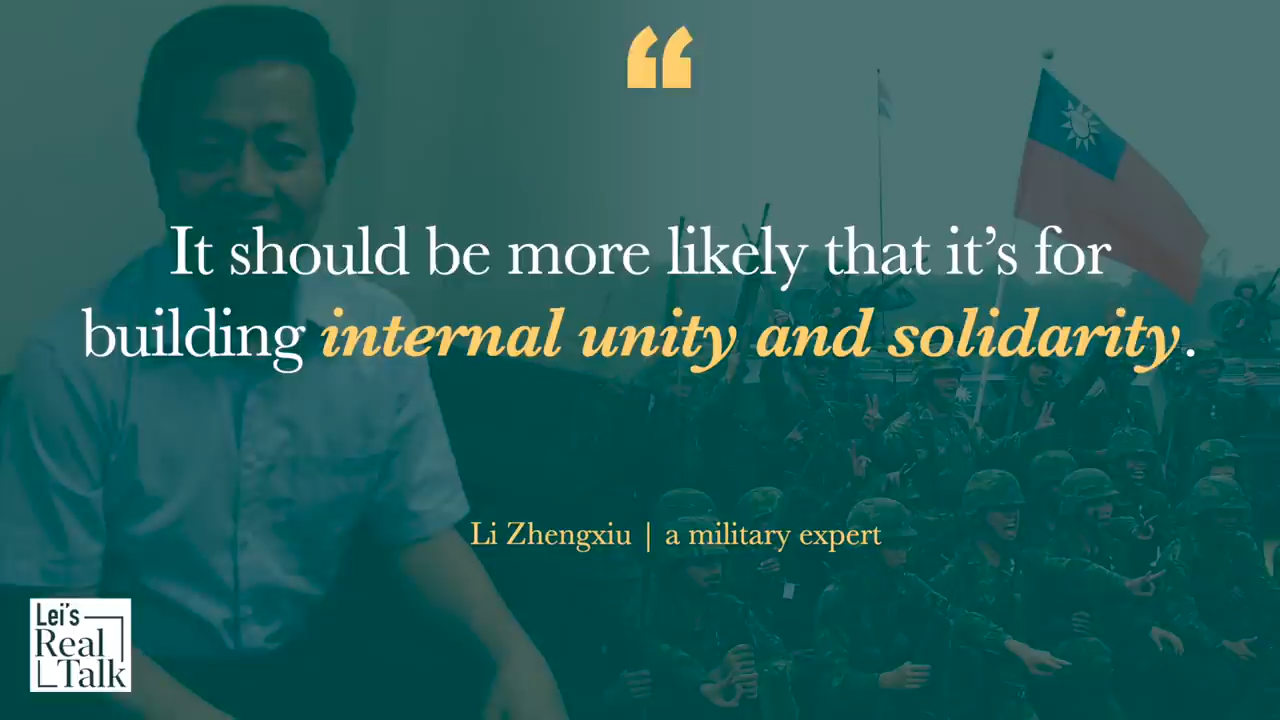 “
It should be more likely that it’s for
building internal unity and solidarity.
Li Zhengxiu | a military expert
Lei’s
Real
Talk